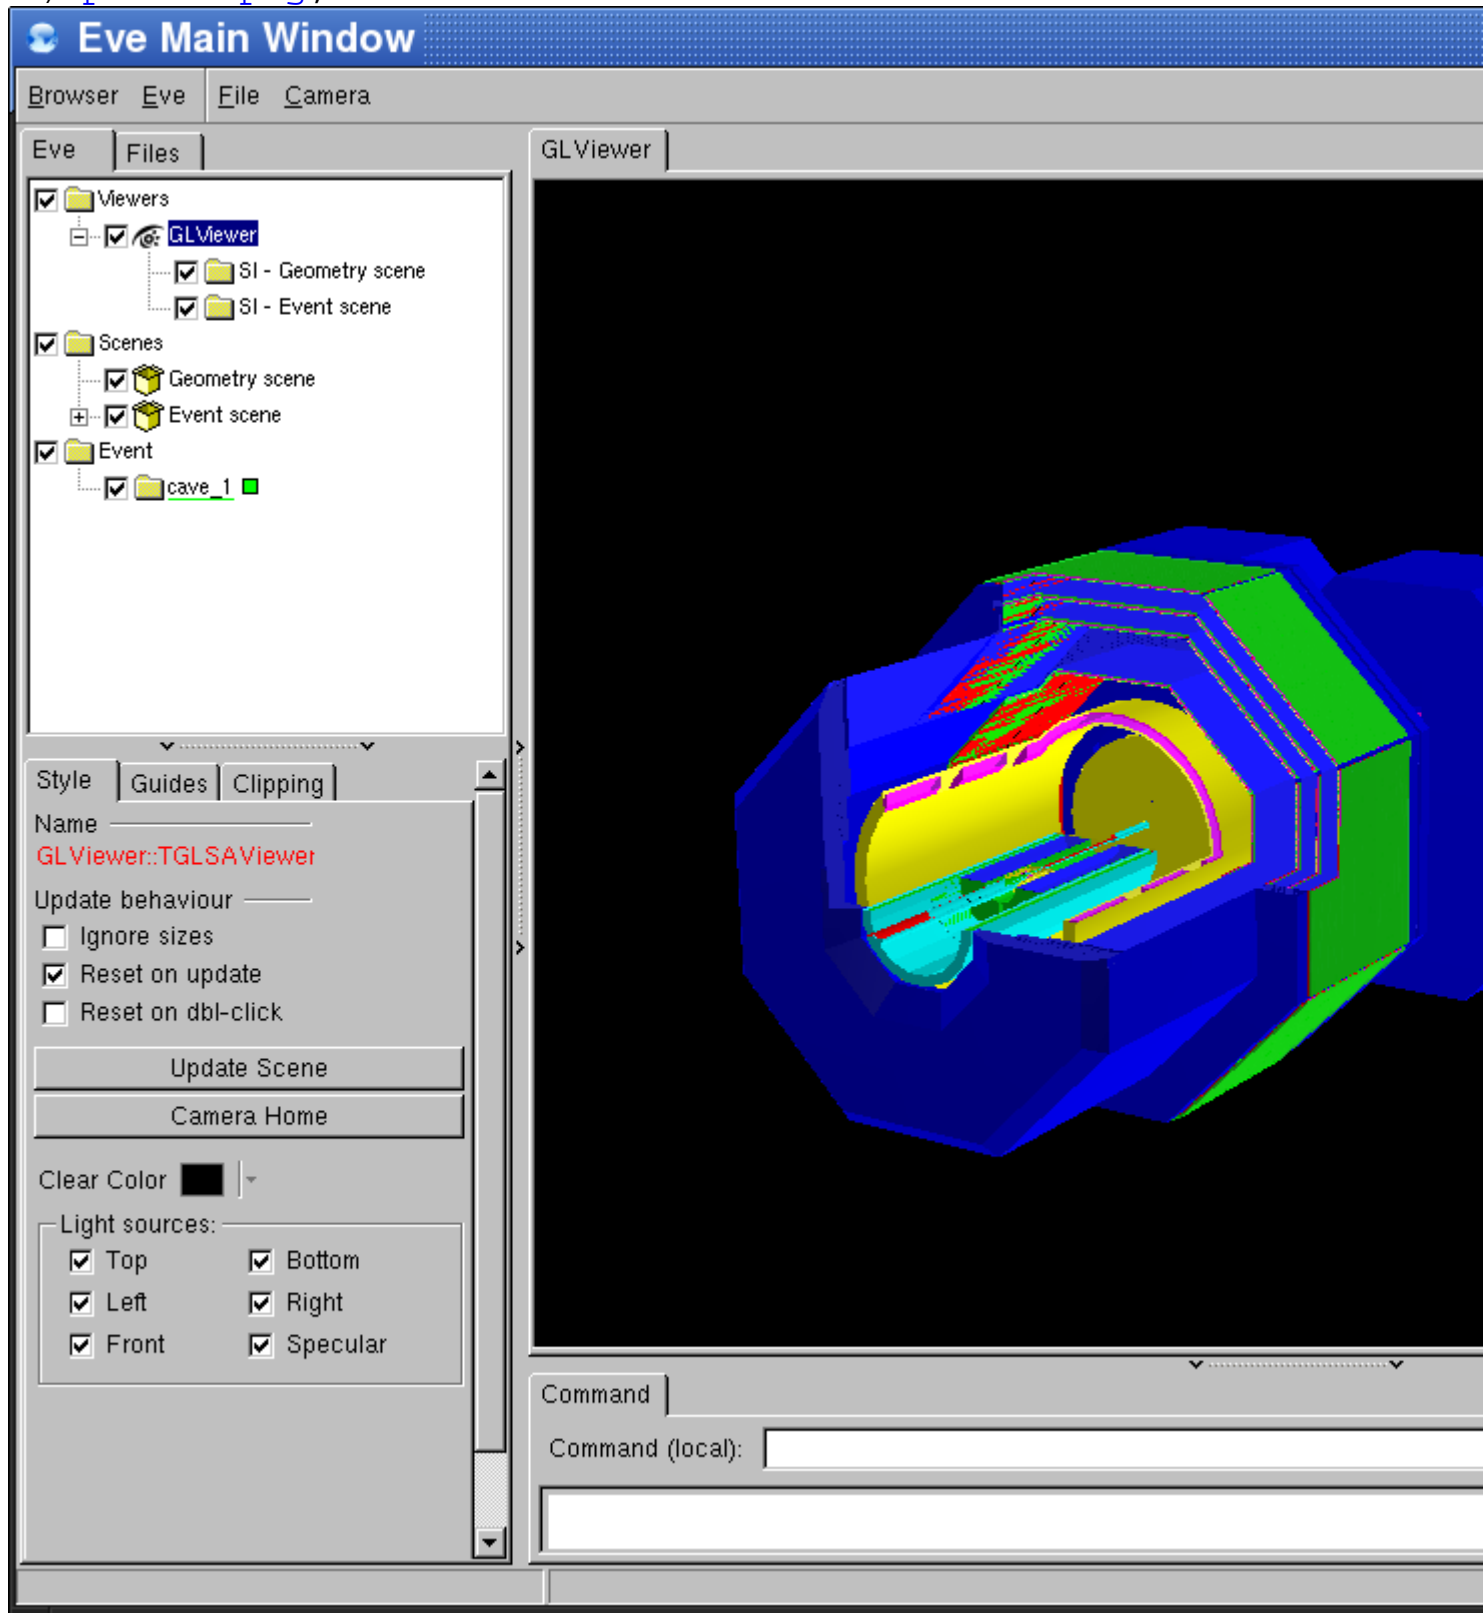 Eve Main Window
Browser Eve File Camera
Eve Files
GLViewer
Viewers
GLViewer
SI - Geometry scene
SI - Event scene
Scenes
Geometry scene
Event scene
Event
cave_1
Style Guides Clipping
Name
GLViewer::TGLSAViewer
Update behaviour
Ignore sizes
Reset on update
Reset on dbl-click
Update Scene
Camera Home
Clear Color
Light sources:
Top Bottom
Left Right
Front Specular
Command
Command (local):